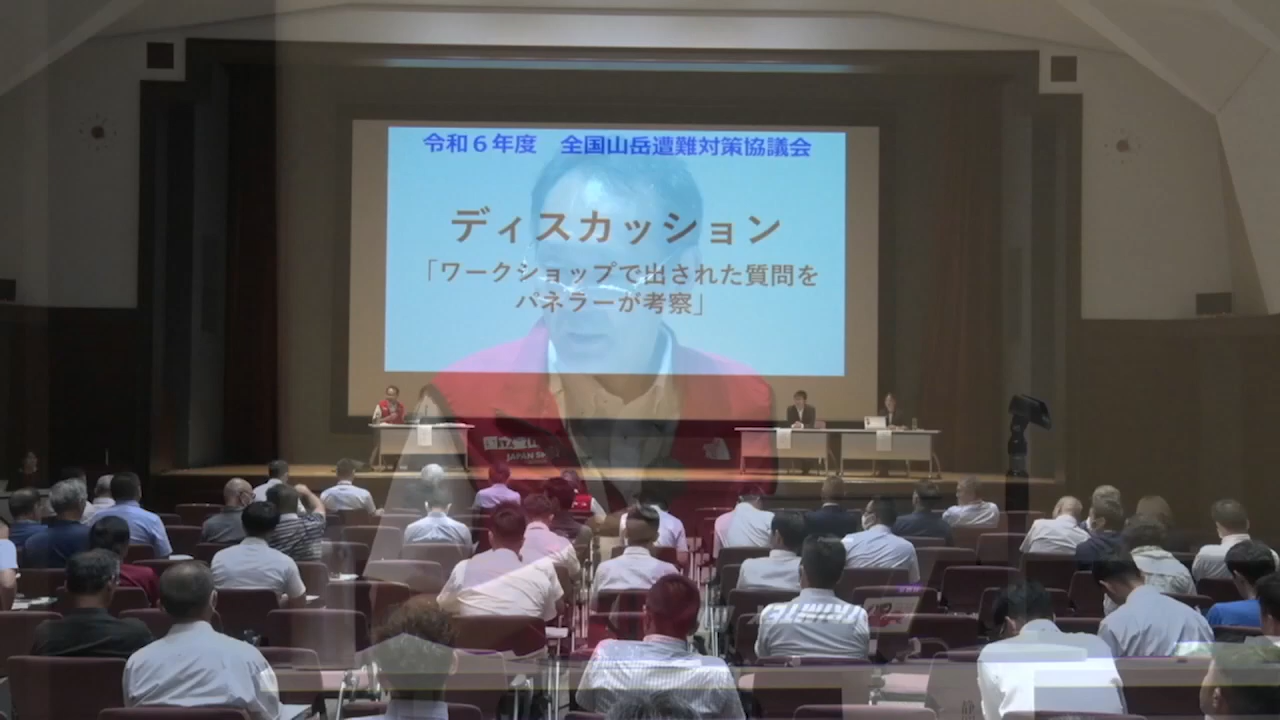 令和６年度　全国山岳遭難対策協議会
ディスカッション
「ワークショップで出された質問を
パネラーが考察」